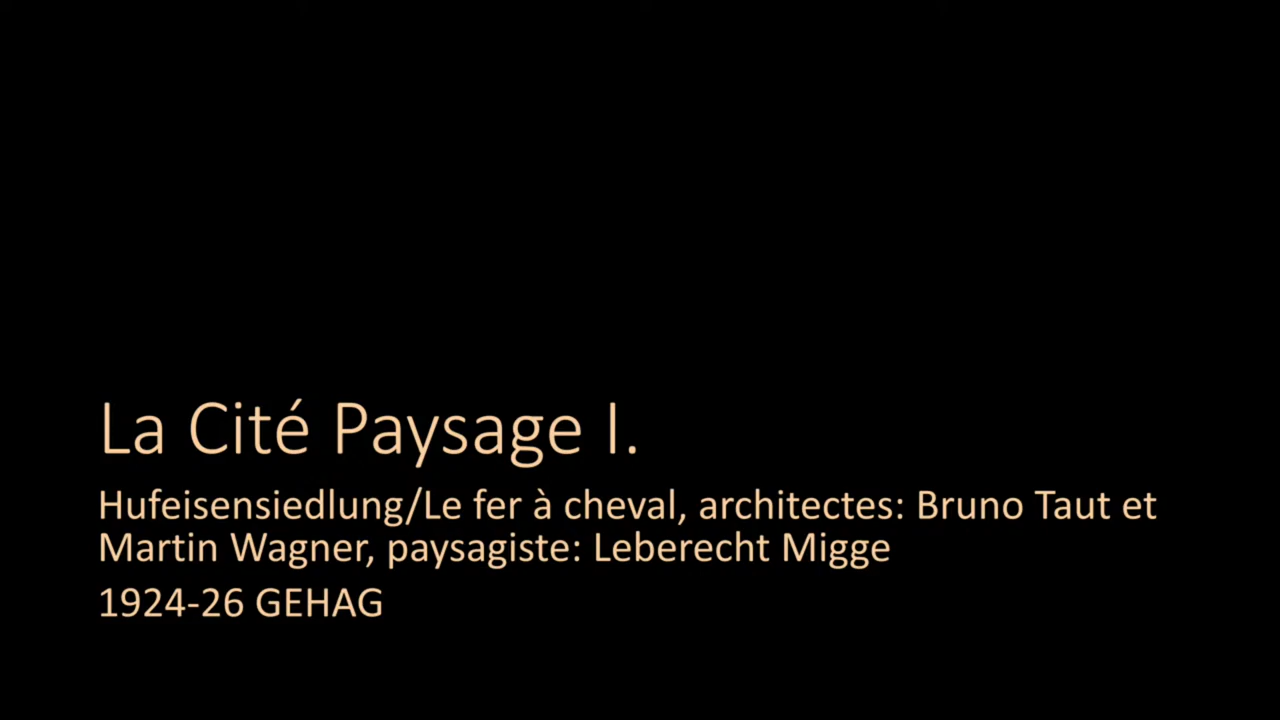 La Cité Paysage I.
Hufeisensiedlung/Le fer à cheval, architectes: Bruno Taut et
Martin Wagner, paysagiste: Leberecht Migge
1924-26 GEHAG